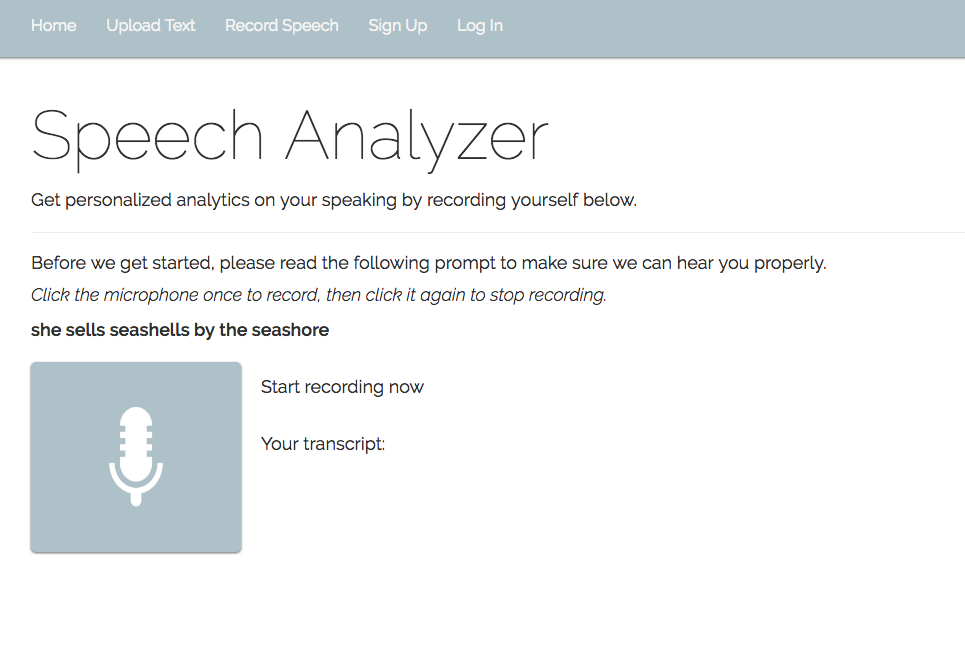 Home Upload Text Record Speech Sign Up Log In
Speech Analyzer
Get personalized analytics on your speaking by recording yourself below.
Before we get started, please read the following prompt to make sure we can hear you properly.
Click the microphone once to record, then click it again to stop recording.
she sells seashells by the seashore
Start recording now
Your transcript: